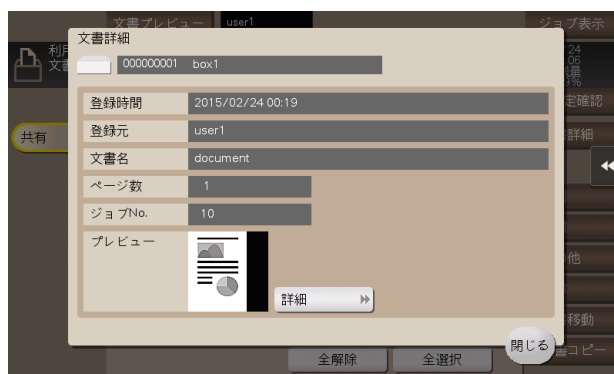 文書プレビュー
user1
ジョブ表示
文書詳細
000000001 box1
登録時間 2015/02/24 00:19
登録元 user1
文書名 document
ページ数 1
ジョブNo. 10
プレビュー
詳細
閉じる
共有
全解除
全選択